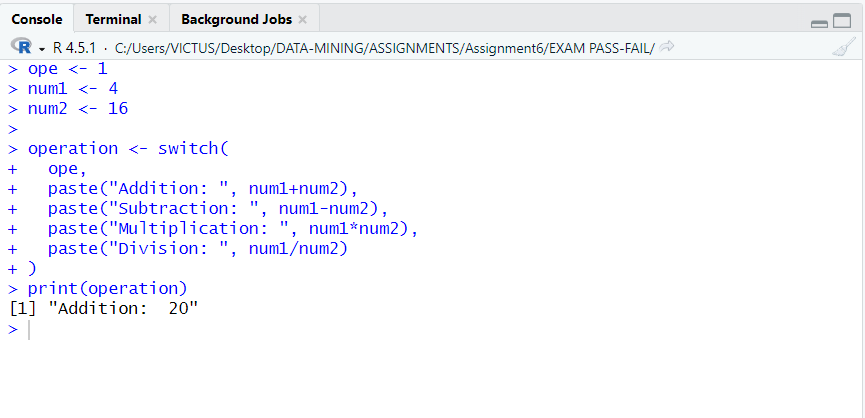 Console Terminal Background Jobs
R R 4.5.1 · C:/Users/VICTUS/Desktop/DATA-MINING/ASSIGNMENTS/Assignment6/EXAM PASS-FAIL/
> ope <- 1
> num1 <- 4
> num2 <- 16
>
> operation <- switch(
+   ope,
+   paste("Addition: ", num1+num2),
+   paste("Subtraction: ", num1-num2),
+   paste("Multiplication: ", num1*num2),
+   paste("Division: ", num1/num2)
+ )
> print(operation)
[1] "Addition:  20"
>